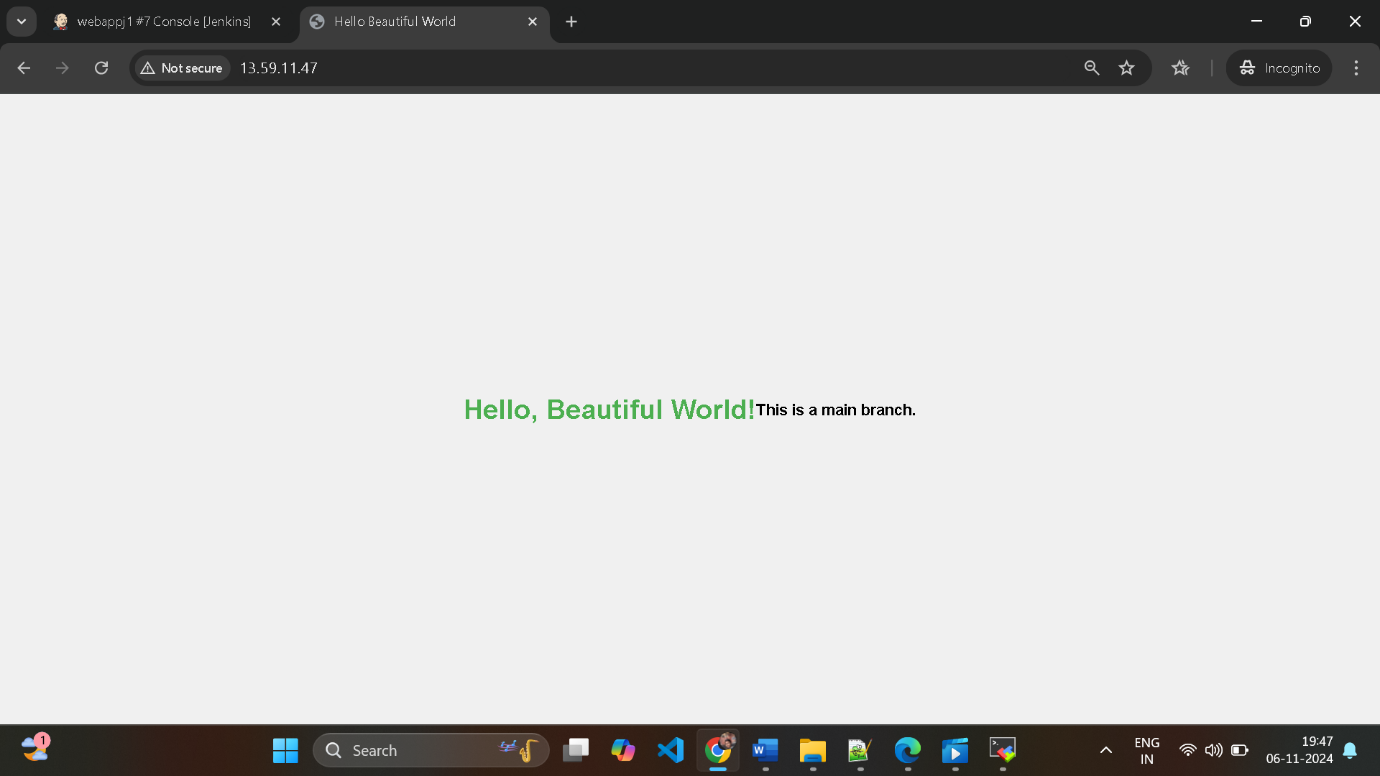 webappj1 #7 Console [Jenkins]
Hello Beautiful World
Not secure
13.59.11.47
Incognito
Hello, Beautiful World!This is a main branch.
1
Search
ENG
IN
19:47
06-11-2024